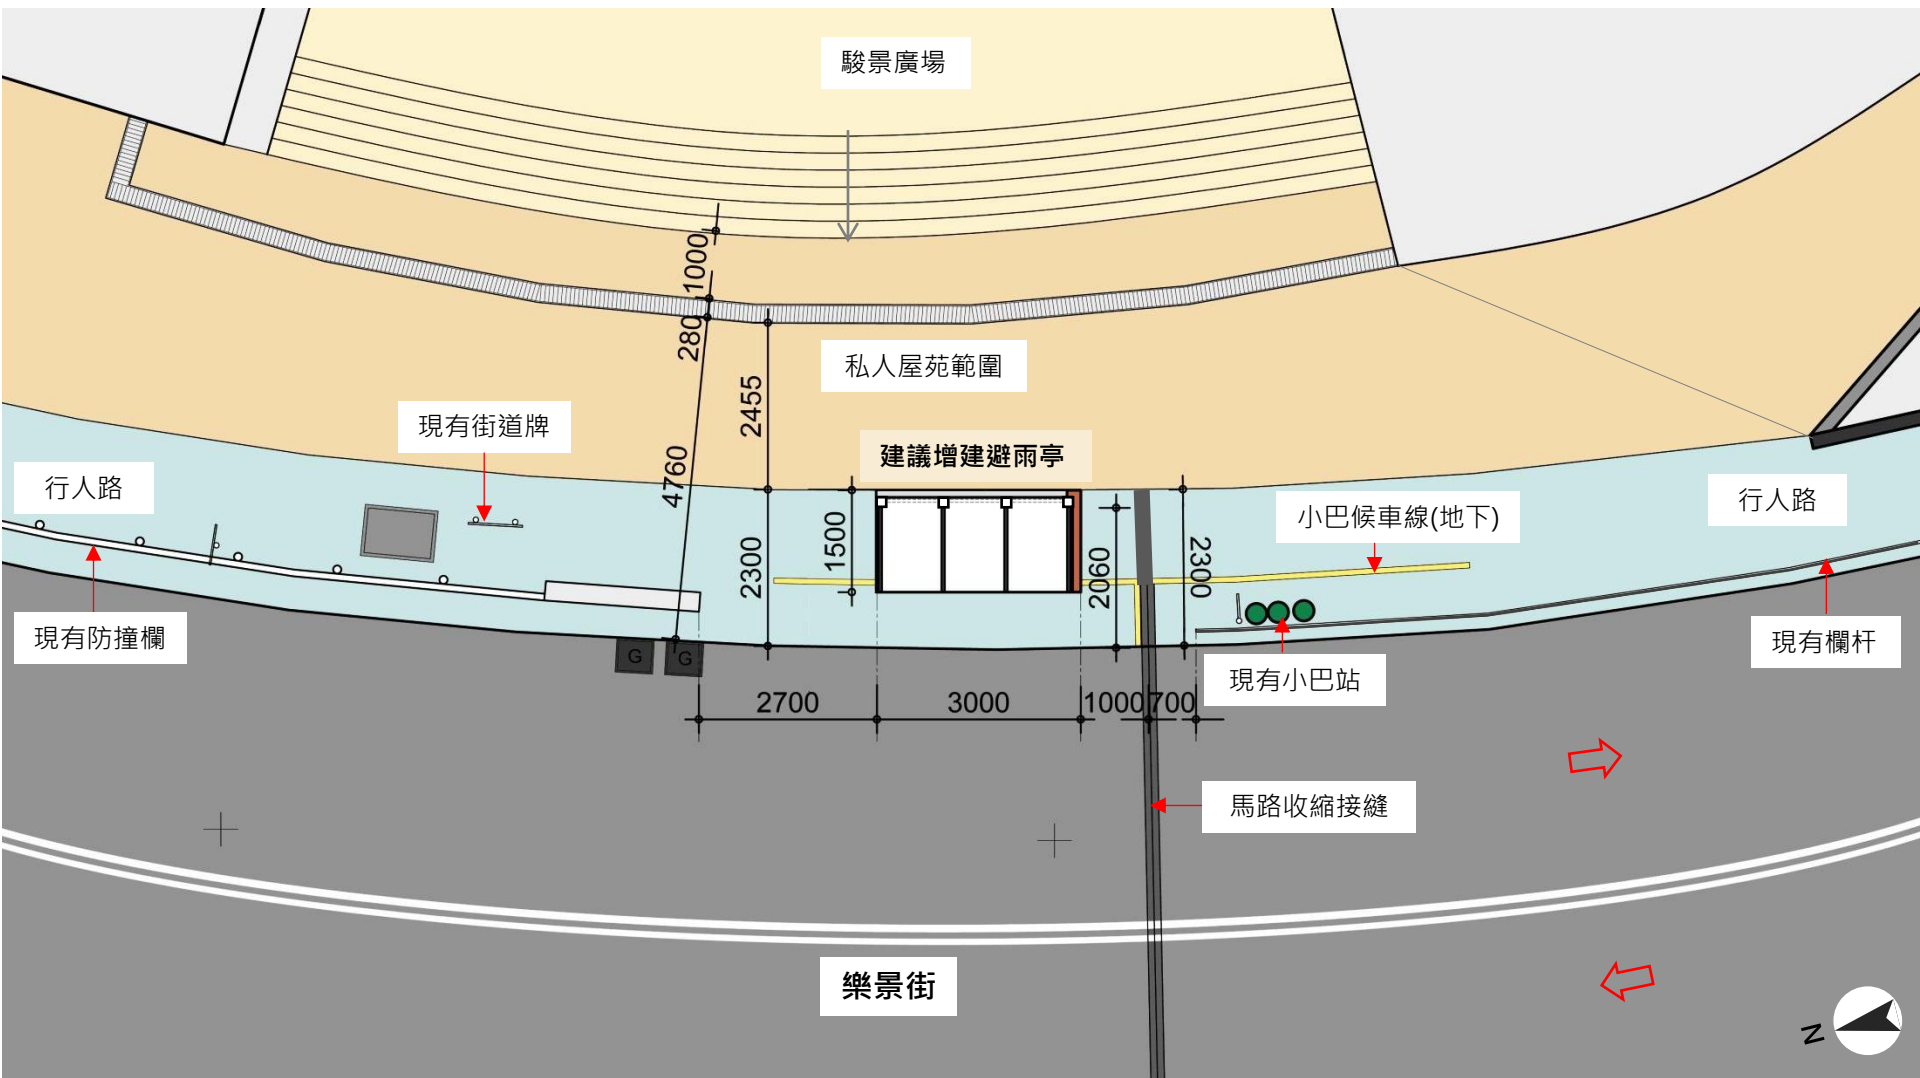 駿景廣場
1000
280
私人屋苑範圍
2455
現有街道牌
建議增建避雨亭
4760
行人路
行人路
小巴候車線(地下)
1500
2300
2060
2300
現有防撞欄
現有欄杆
G
G
現有小巴站
2700
3000
1000
700
馬路收縮接縫
樂景街
N